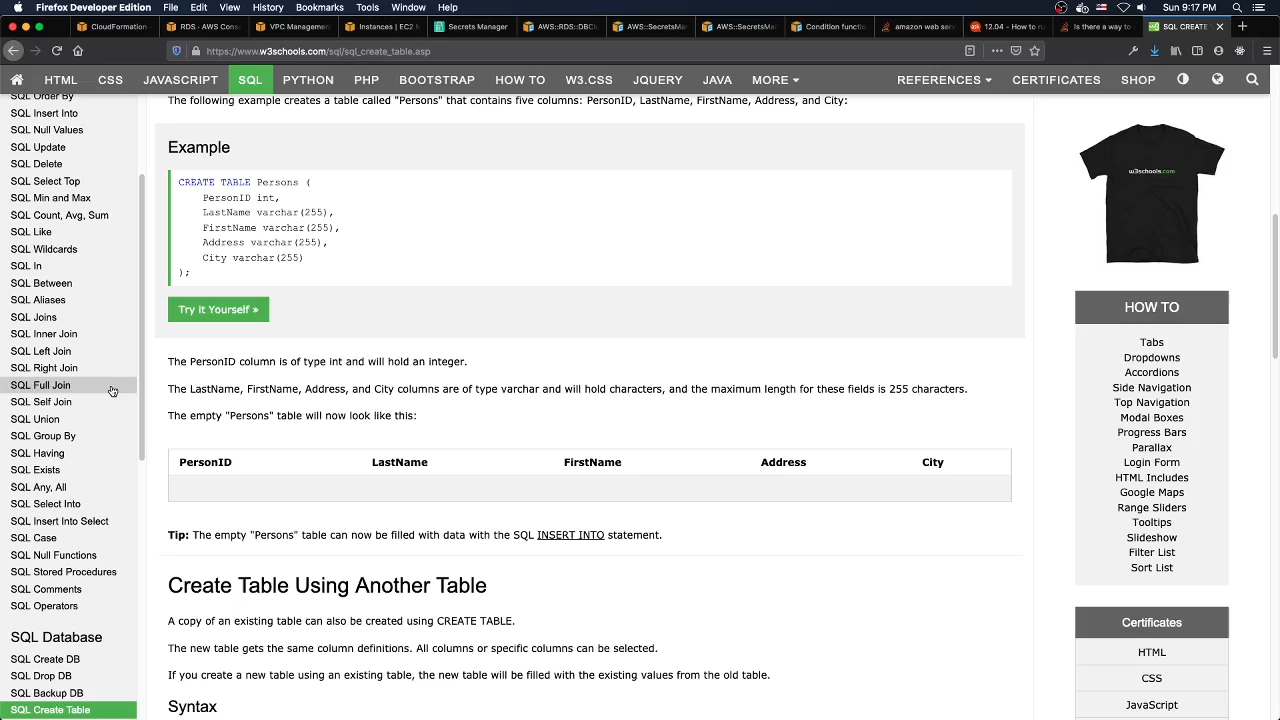 Firefox Developer Edition File Edit View History Bookmarks Tools Window Help
Sun 9:17 PM
CloudFormation
RDS - AWS Cons
VPC Managemen
Instances | EC2 M
Secrets Manager
AWS::RDS::DBCl
AWS::SecretsMar
AWS::SecretsMar
Condition functio
amazon web serv
12.04 - How to ru
Is there a way to
SQL CREATE T
https://www.w3schools.com/sql/sql_create_table.asp
HTML CSS JAVASCRIPT SQL PYTHON PHP BOOTSTRAP HOW TO W3.CSS JQUERY JAVA MORE REFERENCES CERTIFICATES SHOP
SQL Order By
SQL Insert Into
SQL Null Values
SQL Update
SQL Delete
SQL Select Top
SQL Min and Max
SQL Count, Avg, Sum
SQL Like
SQL Wildcards
SQL In
SQL Between
SQL Aliases
SQL Joins
SQL Inner Join
SQL Left Join
SQL Right Join
SQL Full Join
SQL Self Join
SQL Union
SQL Group By
SQL Having
SQL Exists
SQL Any, All
SQL Select Into
SQL Insert Into Select
SQL Case
SQL Null Functions
SQL Stored Procedures
SQL Comments
SQL Operators
SQL Database
SQL Create DB
SQL Drop DB
SQL Backup DB
SQL Create Table
The following example creates a table called "Persons" that contains five columns: PersonID, LastName, FirstName, Address, and City:
Example
CREATE TABLE Persons (
PersonID int,
LastName varchar(255),
FirstName varchar(255),
Address varchar(255),
City varchar(255)
);
Try it Yourself »
The PersonID column is of type int and will hold an integer.
The LastName, FirstName, Address, and City columns are of type varchar and will hold characters, and the maximum length for these fields is 255 characters.
The empty "Persons" table will now look like this:
PersonID LastName FirstName Address City
Tip: The empty "Persons" table can now be filled with data with the SQL INSERT INTO statement.
Create Table Using Another Table
A copy of an existing table can also be created using CREATE TABLE.
The new table gets the same column definitions. All columns or specific columns can be selected.
If you create a new table using an existing table, the new table will be filled with the existing values from the old table.
Syntax
w3schools.com
HOW TO
Tabs
Dropdowns
Accordions
Side Navigation
Top Navigation
Modal Boxes
Progress Bars
Parallax
Login Form
HTML Includes
Google Maps
Range Sliders
Tooltips
Slideshow
Filter List
Sort List
Certificates
HTML
CSS
JavaScript